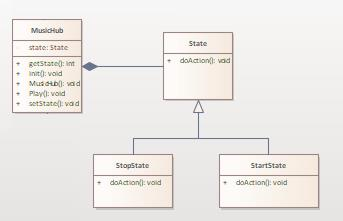 MusicHub
- state: State
+ getState(): int
+ init(): void
+ MusicHub(): void
+ Play(): void
+ setState(): void
State
+ doAction(): void
StopState
+ doAction(): void
StartState
+ doAction(): void